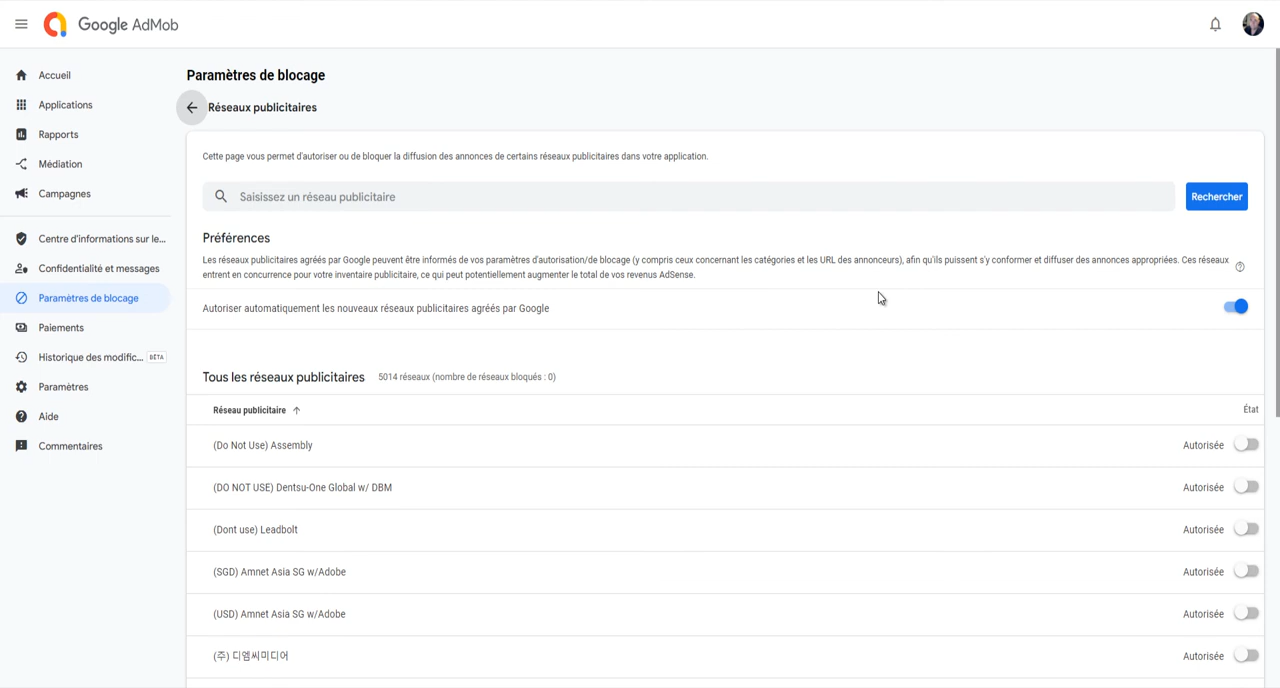 Google AdMob
Accueil
Applications
Rapports
Médiation
Campagnes
Centre d'informations sur le...
Confidentialité et messages
Paramètres de blocage
Paiements
Historique des modific... BÊTA
Paramètres
Aide
Commentaires
Paramètres de blocage
Réseaux publicitaires
Cette page vous permet d'autoriser ou de bloquer la diffusion des annonces de certains réseaux publicitaires dans votre application.
Saisissez un réseau publicitaire
Rechercher
Préférences
Les réseaux publicitaires agréés par Google peuvent être informés de vos paramètres d'autorisation/de blocage (y compris ceux concernant les catégories et les URL des annonceurs), afin qu'ils puissent s'y conformer et diffuser des annonces appropriées. Ces réseaux
entrent en concurrence pour votre inventaire publicitaire, ce qui peut potentiellement augmenter le total de vos revenus AdSense.
Autoriser automatiquement les nouveaux réseaux publicitaires agréés par Google
Tous les réseaux publicitaires 5014 réseaux (nombre de réseaux bloqués : 0)
Réseau publicitaire État
(Do Not Use) Assembly Autorisée
(DO NOT USE) Dentsu-One Global w/ DBM Autorisée
(Dont use) Leadbolt Autorisée
(SGD) Amnet Asia SG w/Adobe Autorisée
(USD) Amnet Asia SG w/Adobe Autorisée
(주) 디엠씨미디어 Autorisée